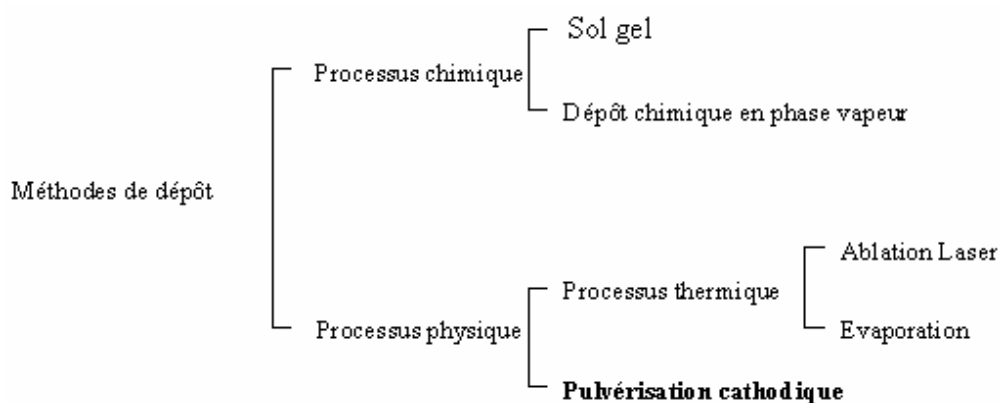 Sol gel
Processus chimique
Dépôt chimique en phase vapeur
Méthodes de dépôt
Ablation Laser
Processus thermique
Processus physique
Evaporation
Pulvérisation cathodique